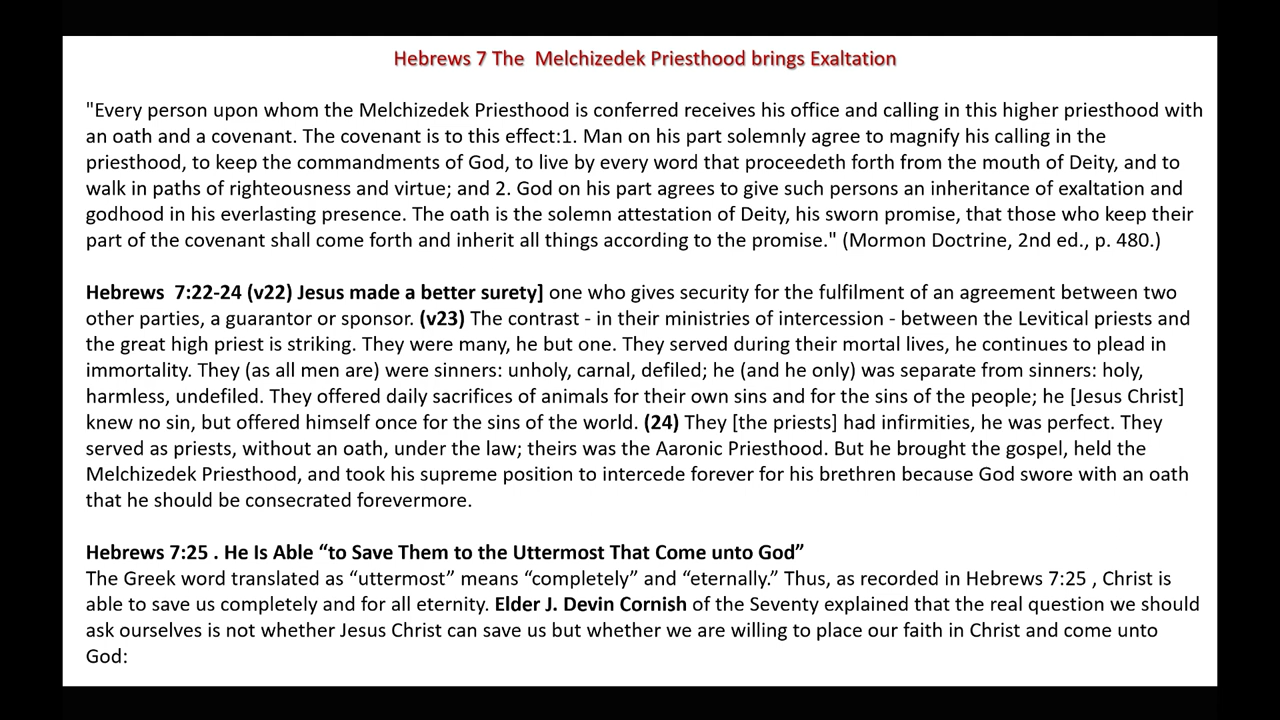 Hebrews 7 The  Melchizedek Priesthood brings Exaltation
"Every person upon whom the Melchizedek Priesthood is conferred receives his office and calling in this higher priesthood with
an oath and a covenant. The covenant is to this effect:1. Man on his part solemnly agree to magnify his calling in the
priesthood, to keep the commandments of God, to live by every word that proceedeth forth from the mouth of Deity, and to
walk in paths of righteousness and virtue; and 2. God on his part agrees to give such persons an inheritance of exaltation and
godhood in his everlasting presence. The oath is the solemn attestation of Deity, his sworn promise, that those who keep their
part of the covenant shall come forth and inherit all things according to the promise." (Mormon Doctrine, 2nd ed., p. 480.)
Hebrews  7:22-24 (v22) Jesus made a better surety] one who gives security for the fulfilment of an agreement between two
other parties, a guarantor or sponsor. (v23) The contrast - in their ministries of intercession - between the Levitical priests and
the great high priest is striking. They were many, he but one. They served during their mortal lives, he continues to plead in
immortality. They (as all men are) were sinners: unholy, carnal, defiled; he (and he only) was separate from sinners: holy,
harmless, undefiled. They offered daily sacrifices of animals for their own sins and for the sins of the people; he [Jesus Christ]
knew no sin, but offered himself once for the sins of the world. (24) They [the priests] had infirmities, he was perfect. They
served as priests, without an oath, under the law; theirs was the Aaronic Priesthood. But he brought the gospel, held the
Melchizedek Priesthood, and took his supreme position to intercede forever for his brethren because God swore with an oath
that he should be consecrated forevermore.
Hebrews 7:25 . He Is Able “to Save Them to the Uttermost That Come unto God”
The Greek word translated as “uttermost” means “completely” and “eternally.” Thus, as recorded in Hebrews 7:25 , Christ is
able to save us completely and for all eternity. Elder J. Devin Cornish of the Seventy explained that the real question we should
ask ourselves is not whether Jesus Christ can save us but whether we are willing to place our faith in Christ and come unto
God: